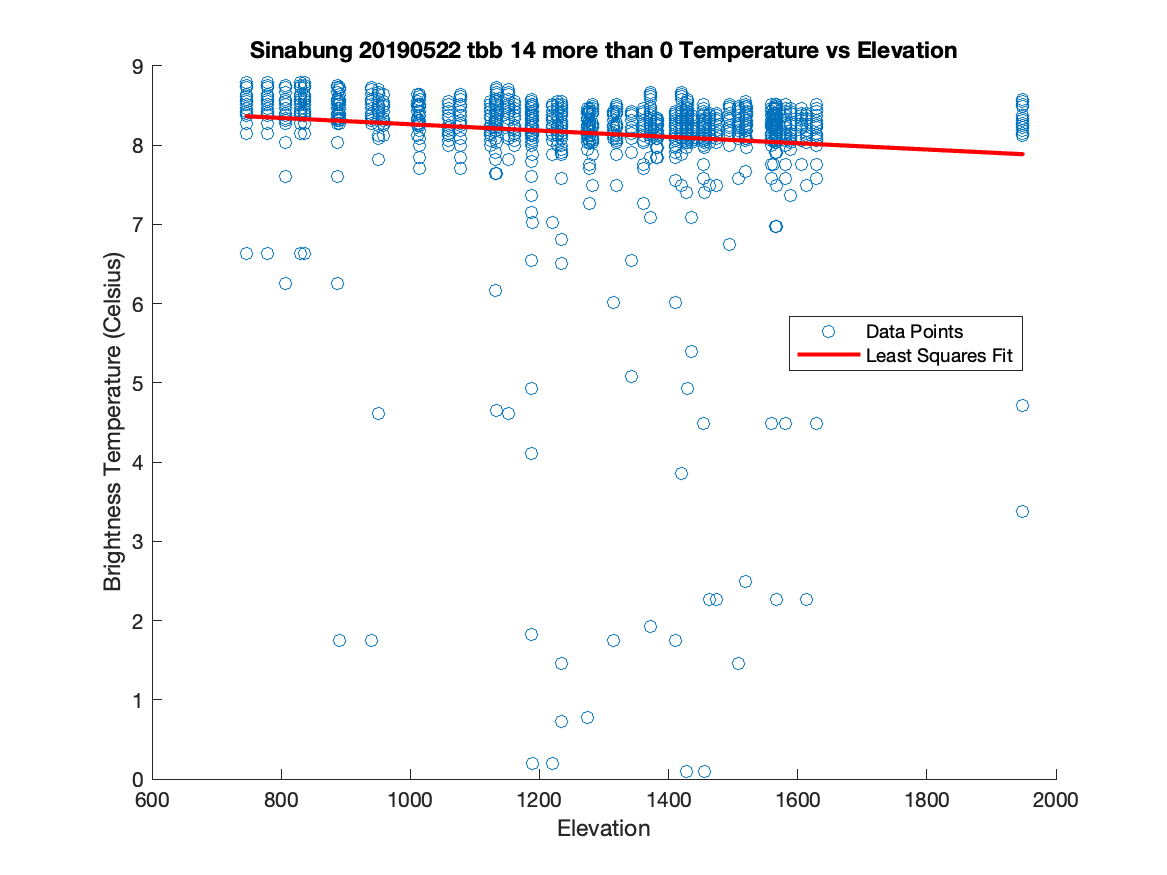 Sinabung 20190522 tbb 14 more than 0 Temperature vs Elevation
9
8
7
6
5
4
3
2
1
0
Brightness Temperature (Celsius)
Data Points
Least Squares Fit
600 800 1000 1200 1400 1600 1800 2000
Elevation